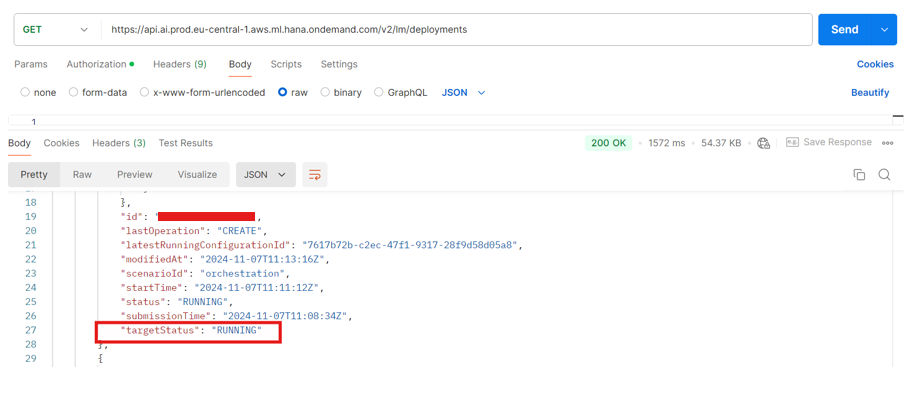 GET https://api.ai.prod.eu-central-1.aws.ml.hana.ondemand.com/v2/lm/deployments Send
Params Authorization Headers (9) Body Scripts Settings Cookies
none form-data x-www-form-urlencoded raw binary GraphQL JSON Beautify
1
Body Cookies Headers (3) Test Results 200 OK 1572 ms 54.37 KB Save Response
Pretty Raw Preview Visualize JSON
18 },
19 "id": "
20 "lastOperation": "CREATE",
21 "latestRunningConfigurationId": "7617b72b-c2ec-47f1-9317-28f9d58d05a8",
22 "modifiedAt": "2024-11-07T11:13:16Z",
23 "scenarioId": "orchestration",
24 "startTime": "2024-11-07T11:11:12Z",
25 "status": "RUNNING",
26 "submissionTime": "2024-11-07T11:08:34Z",
27 "targetStatus": "RUNNING"
28 },
29 {